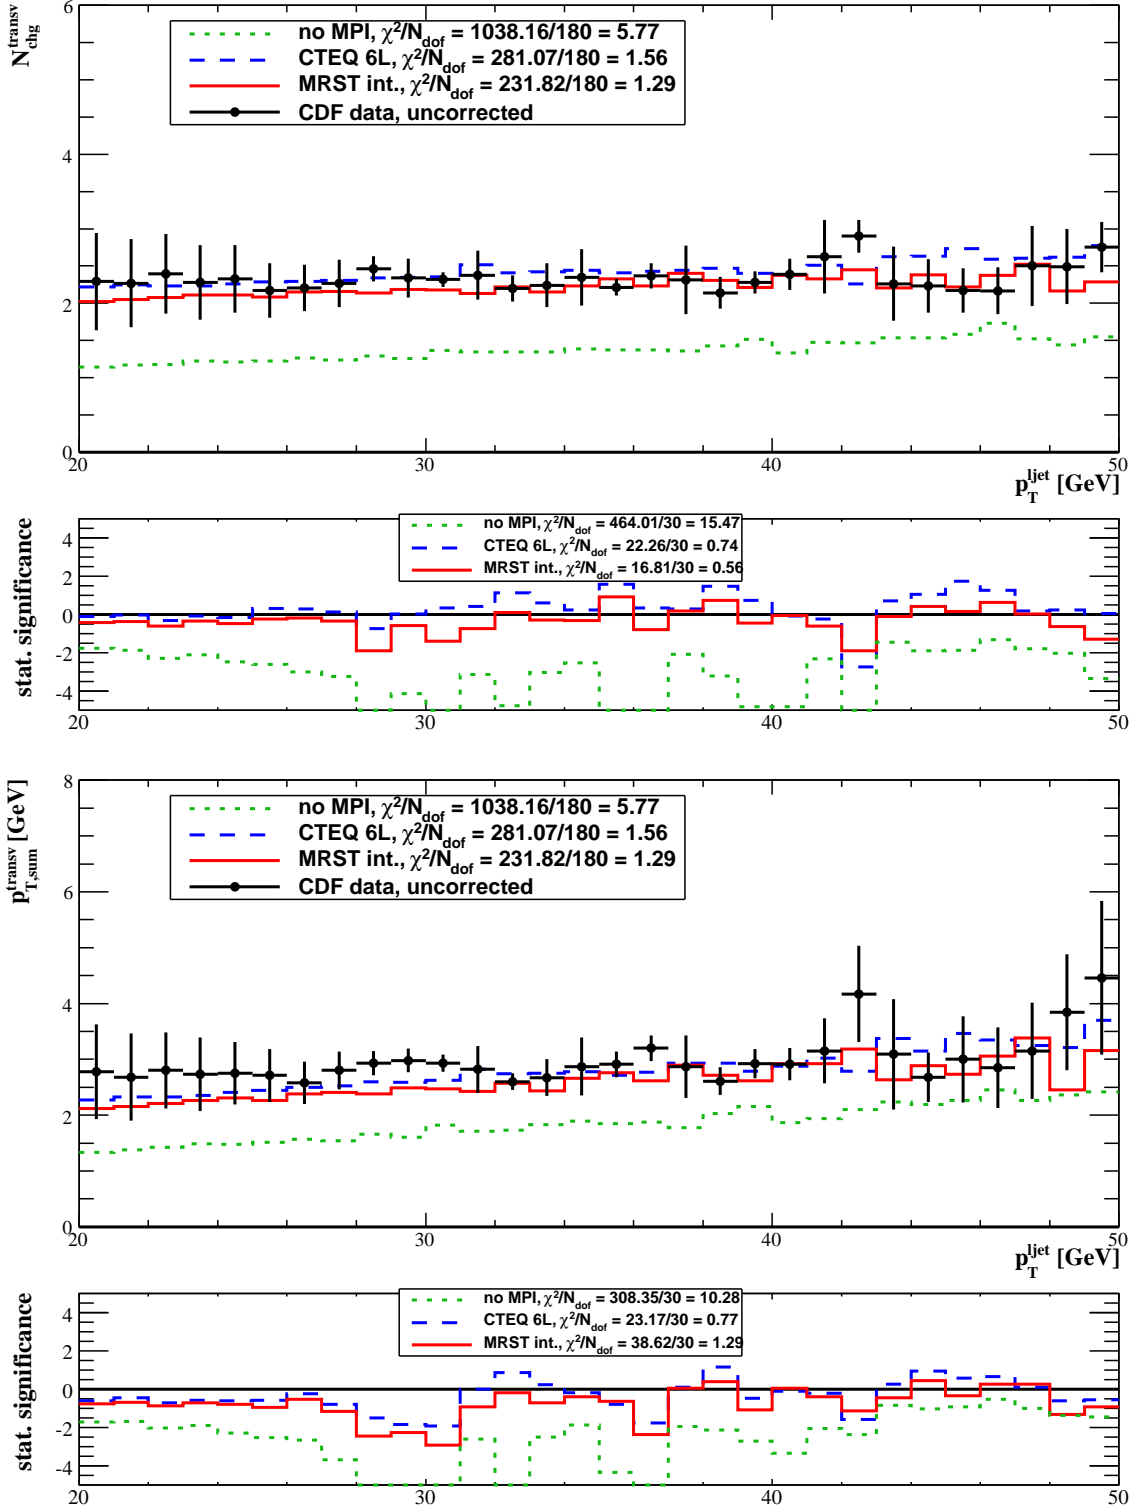 6
N_chg^transv
no MPI, χ²/N_dof = 1038.16/180 = 5.77
CTEQ 6L, χ²/N_dof = 281.07/180 = 1.56
MRST int., χ²/N_dof = 231.82/180 = 1.29
CDF data, uncorrected
4
2
0
20 30 40 50
p_T^ljet [GeV]
stat. significance
no MPI, χ²/N_dof = 464.01/30 = 15.47
CTEQ 6L, χ²/N_dof = 22.26/30 = 0.74
MRST int., χ²/N_dof = 16.81/30 = 0.56
4
2
0
-2
-4
20 30 40 50
8
p_T,sum^transv [GeV]
no MPI, χ²/N_dof = 1038.16/180 = 5.77
CTEQ 6L, χ²/N_dof = 281.07/180 = 1.56
MRST int., χ²/N_dof = 231.82/180 = 1.29
CDF data, uncorrected
6
4
2
0
20 30 40 50
p_T^ljet [GeV]
stat. significance
no MPI, χ²/N_dof = 308.35/30 = 10.28
CTEQ 6L, χ²/N_dof = 23.17/30 = 0.77
MRST int., χ²/N_dof = 38.62/30 = 1.29
4
2
0
-2
-4
20 30 40 50